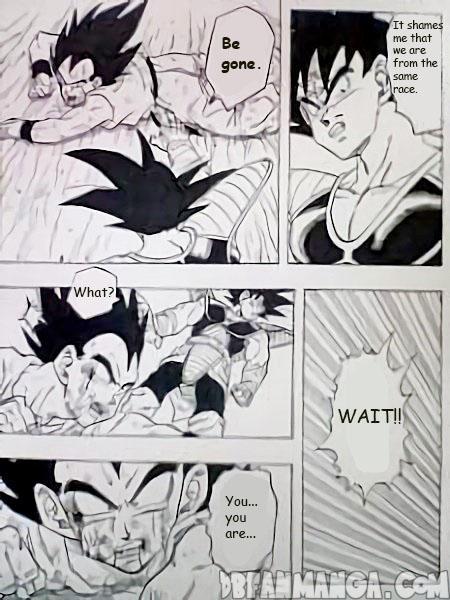 It shames
me that
we are
from the
same
race.
Be
gone.
WAIT!!
What?
You...
you
are...
DBFANMANGA.COM